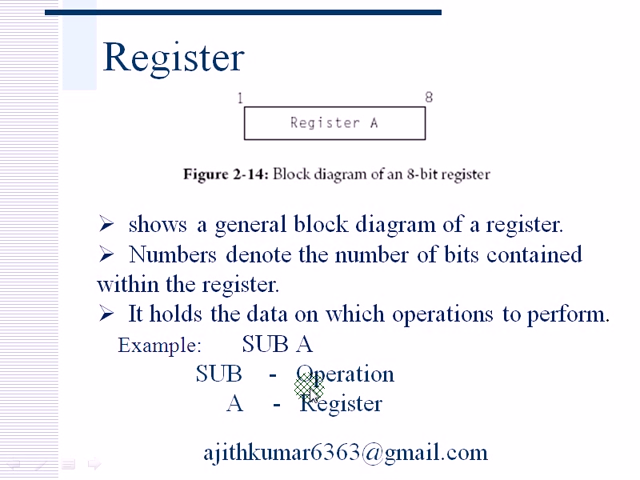 Register
1 8
Register A
Figure 2-14: Block diagram of an 8-bit register
➢ shows a general block diagram of a register.
➢ Numbers denote the number of bits contained
within the register.
➢ It holds the data on which operations to perform.
Example: SUB A
SUB - Operation
A - Register
ajithkumar6363@gmail.com